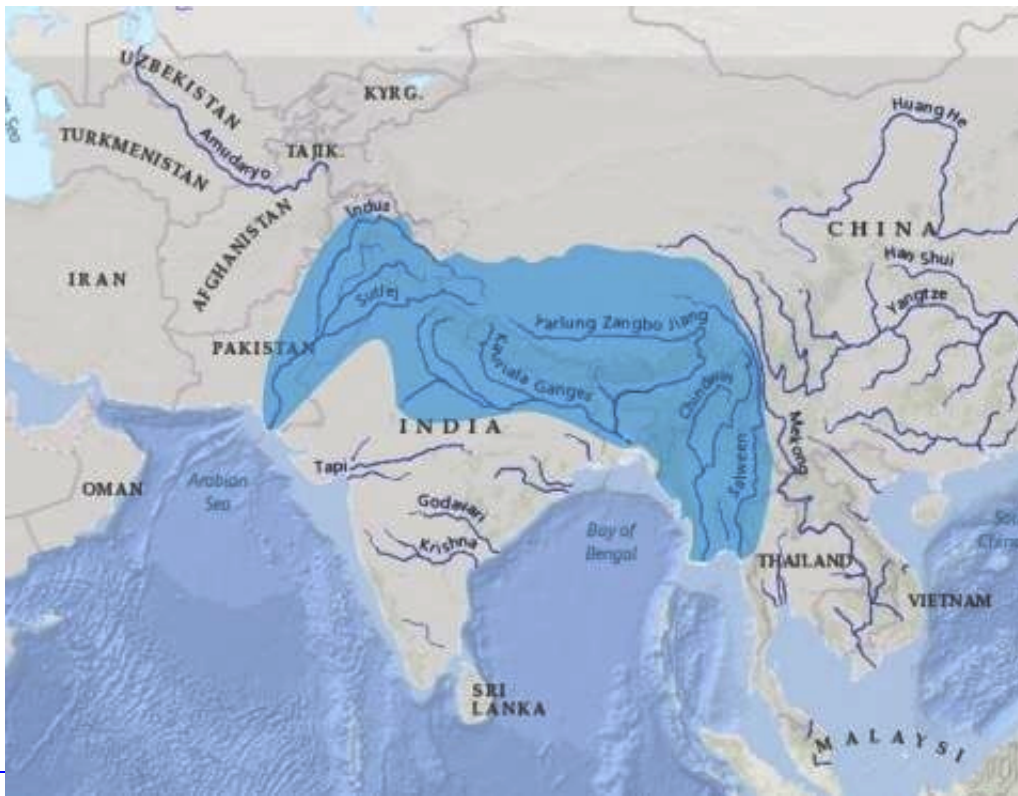 UZBEKISTAN
KYRG.
Huang He
TURKMENISTAN
Amudaryo
TAJIK.
Indus
AFGHANISTAN
CHINA
Han Shui
IRAN
Sutlej
Yangtze
Parlung Zangbo Jiang
PAKISTAN
Karnala Ganges
Chindwin
INDIA
Mekong
Tapi
Salween
Arabian
Sea
OMAN
Godavari
Krishna
Bay of
Bengal
THAILAND
VIETNAM
SRI
LANKA
MALAYSI